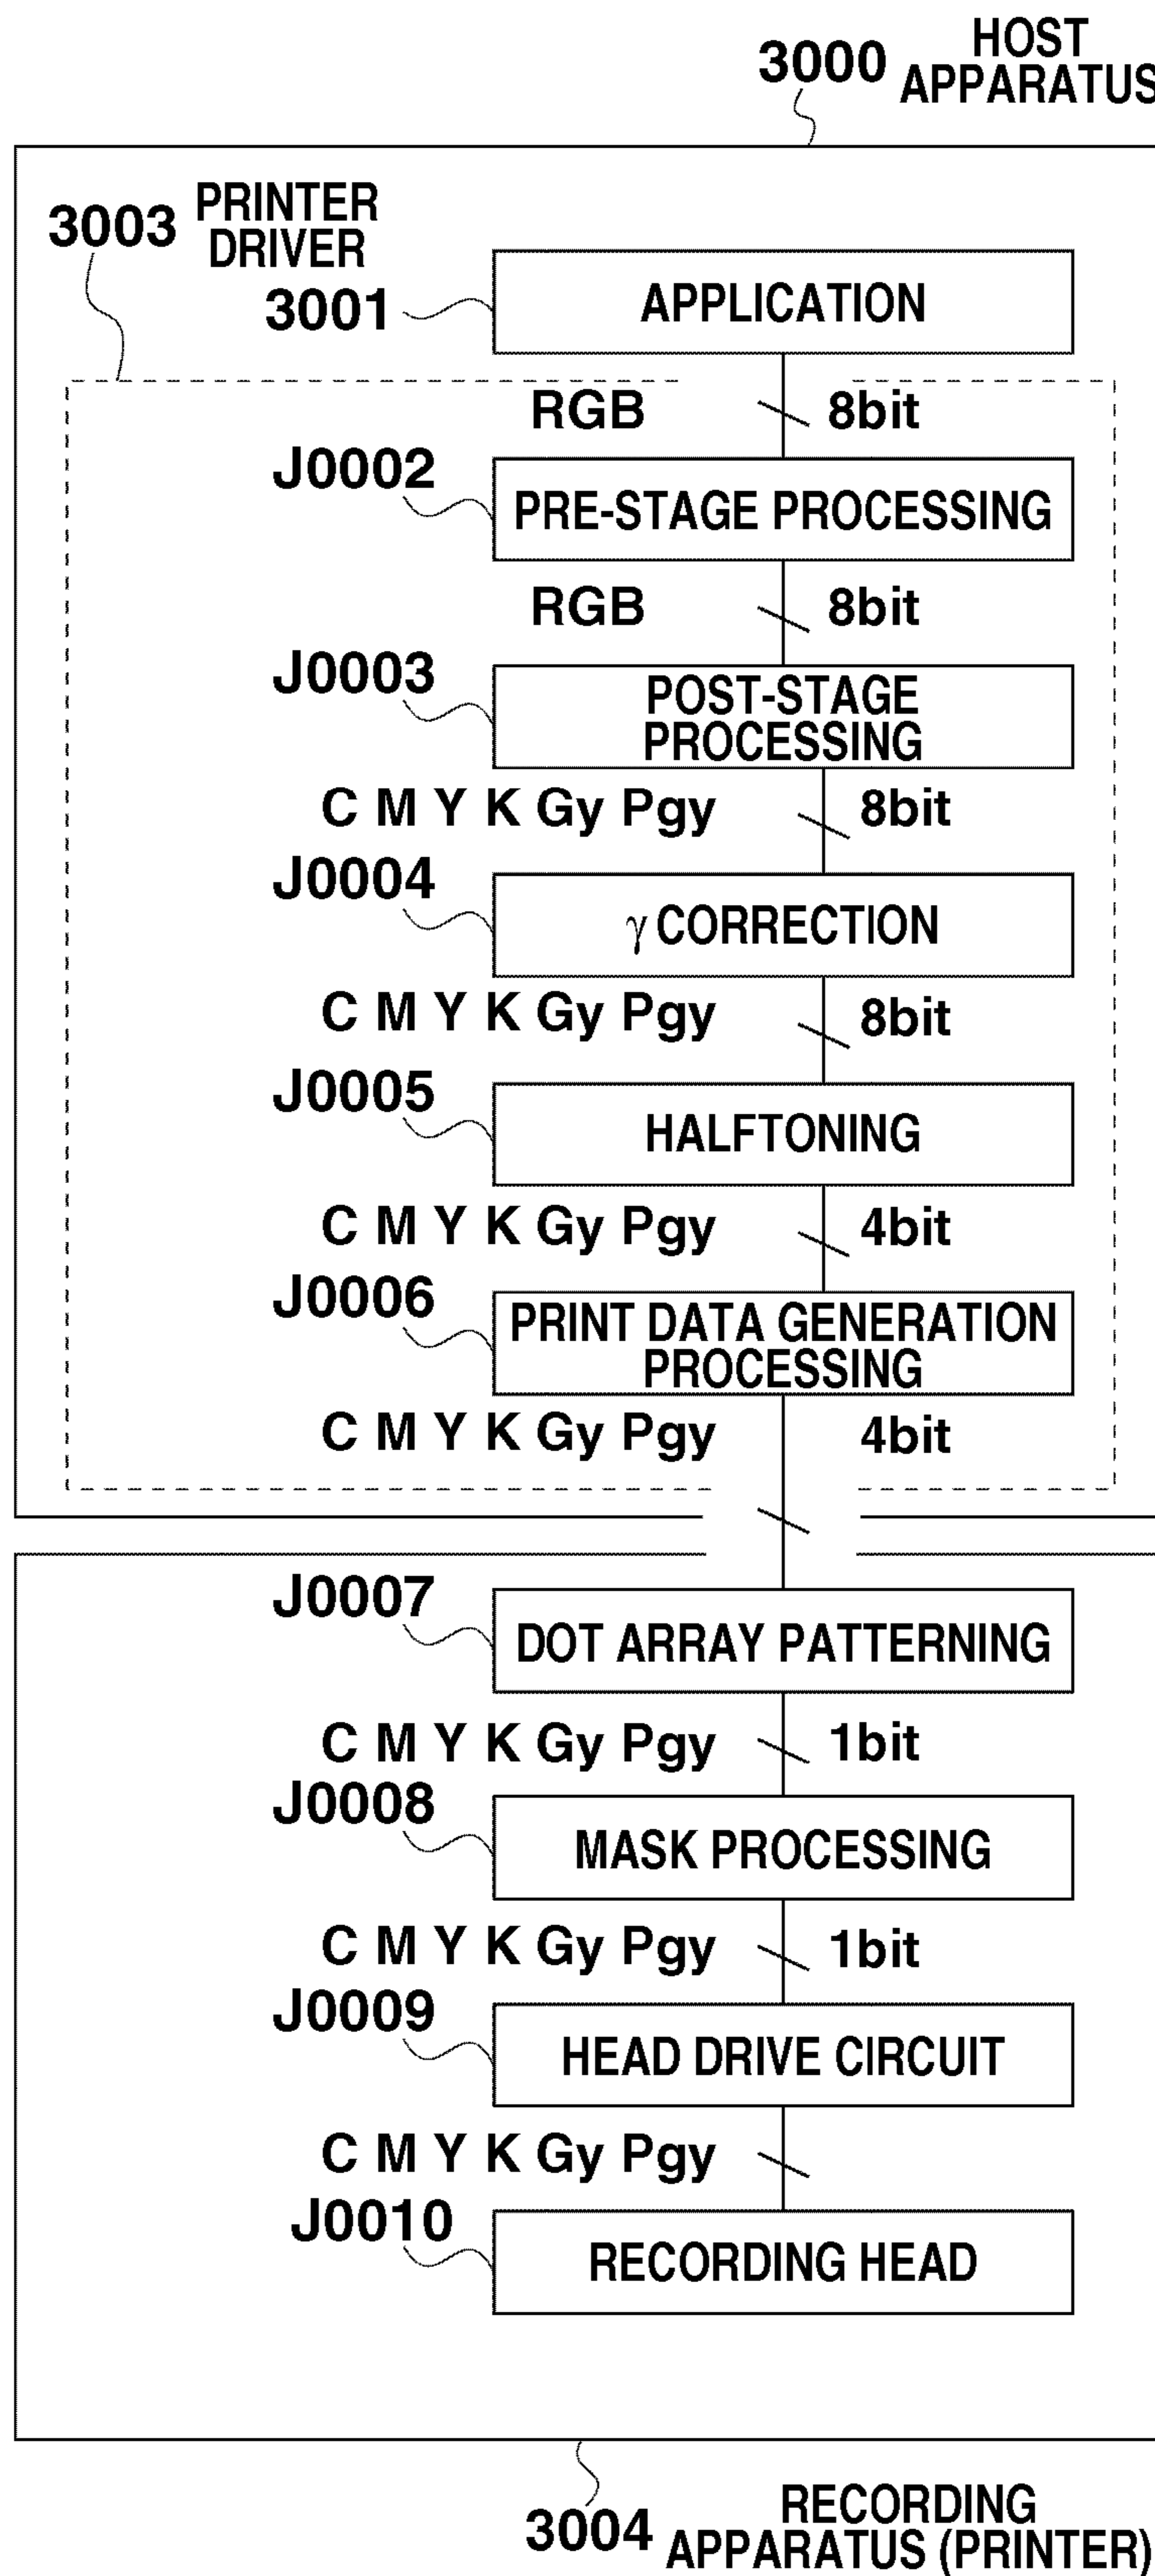 3000 HOST
APPARATUS
3003 PRINTER
DRIVER
3001
APPLICATION
RGB 8bit
J0002
PRE-STAGE PROCESSING
RGB 8bit
J0003
POST-STAGE
PROCESSING
C M Y K Gy Pgy 8bit
J0004
γ CORRECTION
C M Y K Gy Pgy 8bit
J0005
HALFTONING
C M Y K Gy Pgy 4bit
J0006
PRINT DATA GENERATION
PROCESSING
C M Y K Gy Pgy 4bit
J0007
DOT ARRAY PATTERNING
C M Y K Gy Pgy 1bit
J0008
MASK PROCESSING
C M Y K Gy Pgy 1bit
J0009
HEAD DRIVE CIRCUIT
C M Y K Gy Pgy
J0010
RECORDING HEAD
3004 RECORDING
APPARATUS (PRINTER)